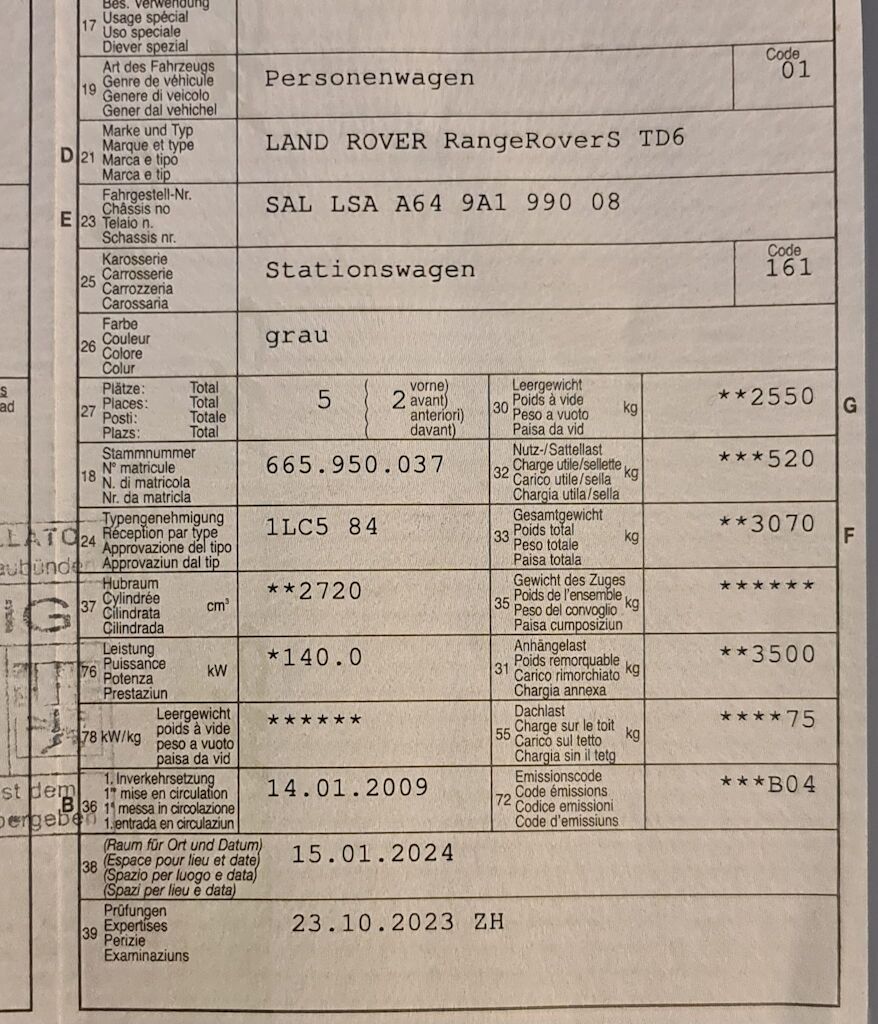 Bes. Verwendung
17 Usage spécial
Uso speciale
Diever spezial
Art des Fahrzeugs
19 Genre de véhicule
Genere di veicolo
Gener dal vehichel
Personenwagen
Code
01
D 21 Marke und Typ
Marque et type
Marca e tipo
Marca e tip
LAND ROVER RangeRoverS TD6
E 23 Fahrgestell-Nr.
Châssis no
Telaio n.
Schassis nr.
SAL LSA A64 9A1 990 08
25 Karosserie
Carrosserie
Carrozzeria
Carossaria
Stationswagen
Code
161
26 Farbe
Couleur
Colore
Colur
grau
27 Plätze: Total
Places: Total
Posti: Totale
Plazs: Total
5 ( 2 vorne)
( avant)
( anteriori)
( davant)
30 Leergewicht
Poids à vide
Peso a vuoto
Paisa da vid
kg
**2550
G
18 Stammnummer
N° matricule
N. di matricola
Nr. da matricla
665.950.037
32 Nutz-/Sattellast
Charge utile/sellette
Carico utile/sella
Chargia utila/sella
kg
***520
24 Typengenehmigung
Réception par type
Approvazione del tipo
Approvaziun dal tip
1LC5 84
33 Gesamtgewicht
Poids total
Peso totale
Paisa totala
kg
**3070
F
37 Hubraum
Cylindrée
Cilindrata
Cilindrada
cm³
**2720
35 Gewicht des Zuges
Poids de l'ensemble
Peso del convoglio
Paisa cumposiziun
kg
******
76 Leistung
Puissance
Potenza
Prestaziun
kW
*140.0
31 Anhängelast
Poids remorquable
Carico rimorchiato
Chargia annexa
kg
**3500
78 kW/kg Leergewicht
poids à vide
peso a vuoto
paisa da vid
******
55 Dachlast
Charge sur le toit
Carico sul tetto
Chargia sin il tetg
kg
****75
B 36 1. Inverkehrsetzung
1re mise en circulation
1a messa in circolazione
1. entrada en circulaziun
14.01.2009
72 Emissionscode
Code émissions
Codice emissioni
Code d'emissiuns
***B04
38 (Raum für Ort und Datum)
(Espace pour lieu et date)
(Spazio per luogo e data)
(Spazi per lieu e data)
15.01.2024
39 Prüfungen
Expertises
Perizie
Examinaziuns
23.10.2023 ZH